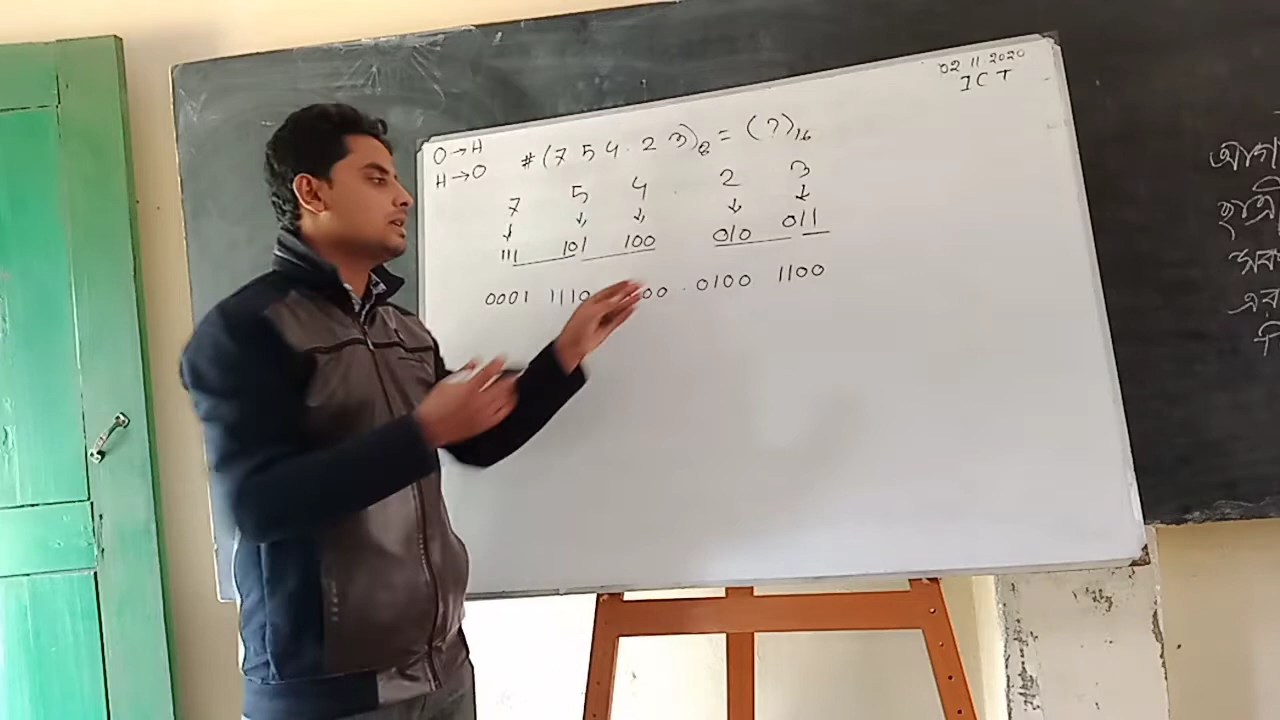 02.11.2020
ICT
O→H
H→O
# (7 5 4 . 2 3)₈ = (?)₁₆
7 5 4 . 2 3
↓ ↓ ↓ ↓ ↓
111 101 100 010 011
0001 1110 00 . 0100 1100